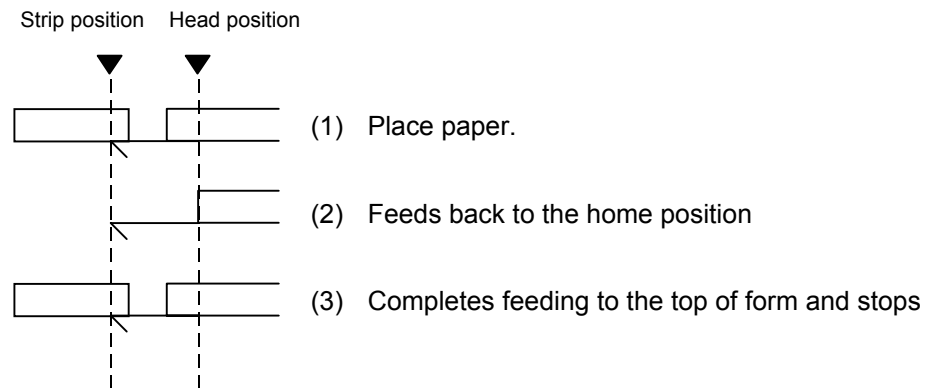 Strip position Head position
(1) Place paper.
(2) Feeds back to the home position
(3) Completes feeding to the top of form and stops